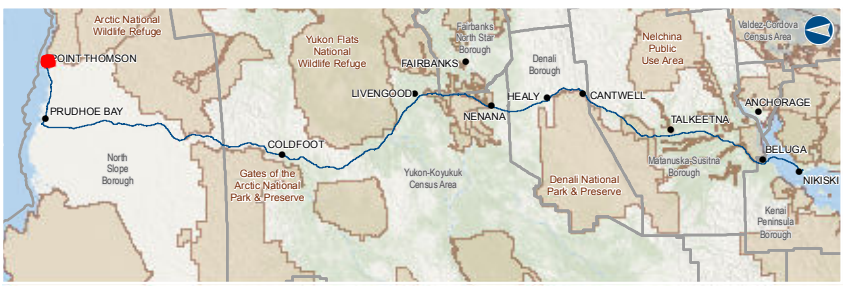 Arctic National
Wildlife Refuge
POINT THOMSON
PRUDHOE BAY
North
Slope
Borough
COLDFOOT
Gates of the
Arctic National
Park & Preserve
Yukon Flats
National
Wildlife Refuge
LIVENGOOD
FAIRBANKS
Fairbanks
North Star
Borough
NENANA
Yukon-Koyukuk
Census Area
Denali
Borough
HEALY
CANTWELL
Denali National
Park & Preserve
Nelchina
Public
Use Area
TALKEETNA
Matanuska-Susitna
Borough
Valdez-Cordova
Census Area
ANCHORAGE
BELUGA
NIKISKI
Kenai
Peninsula
Borough